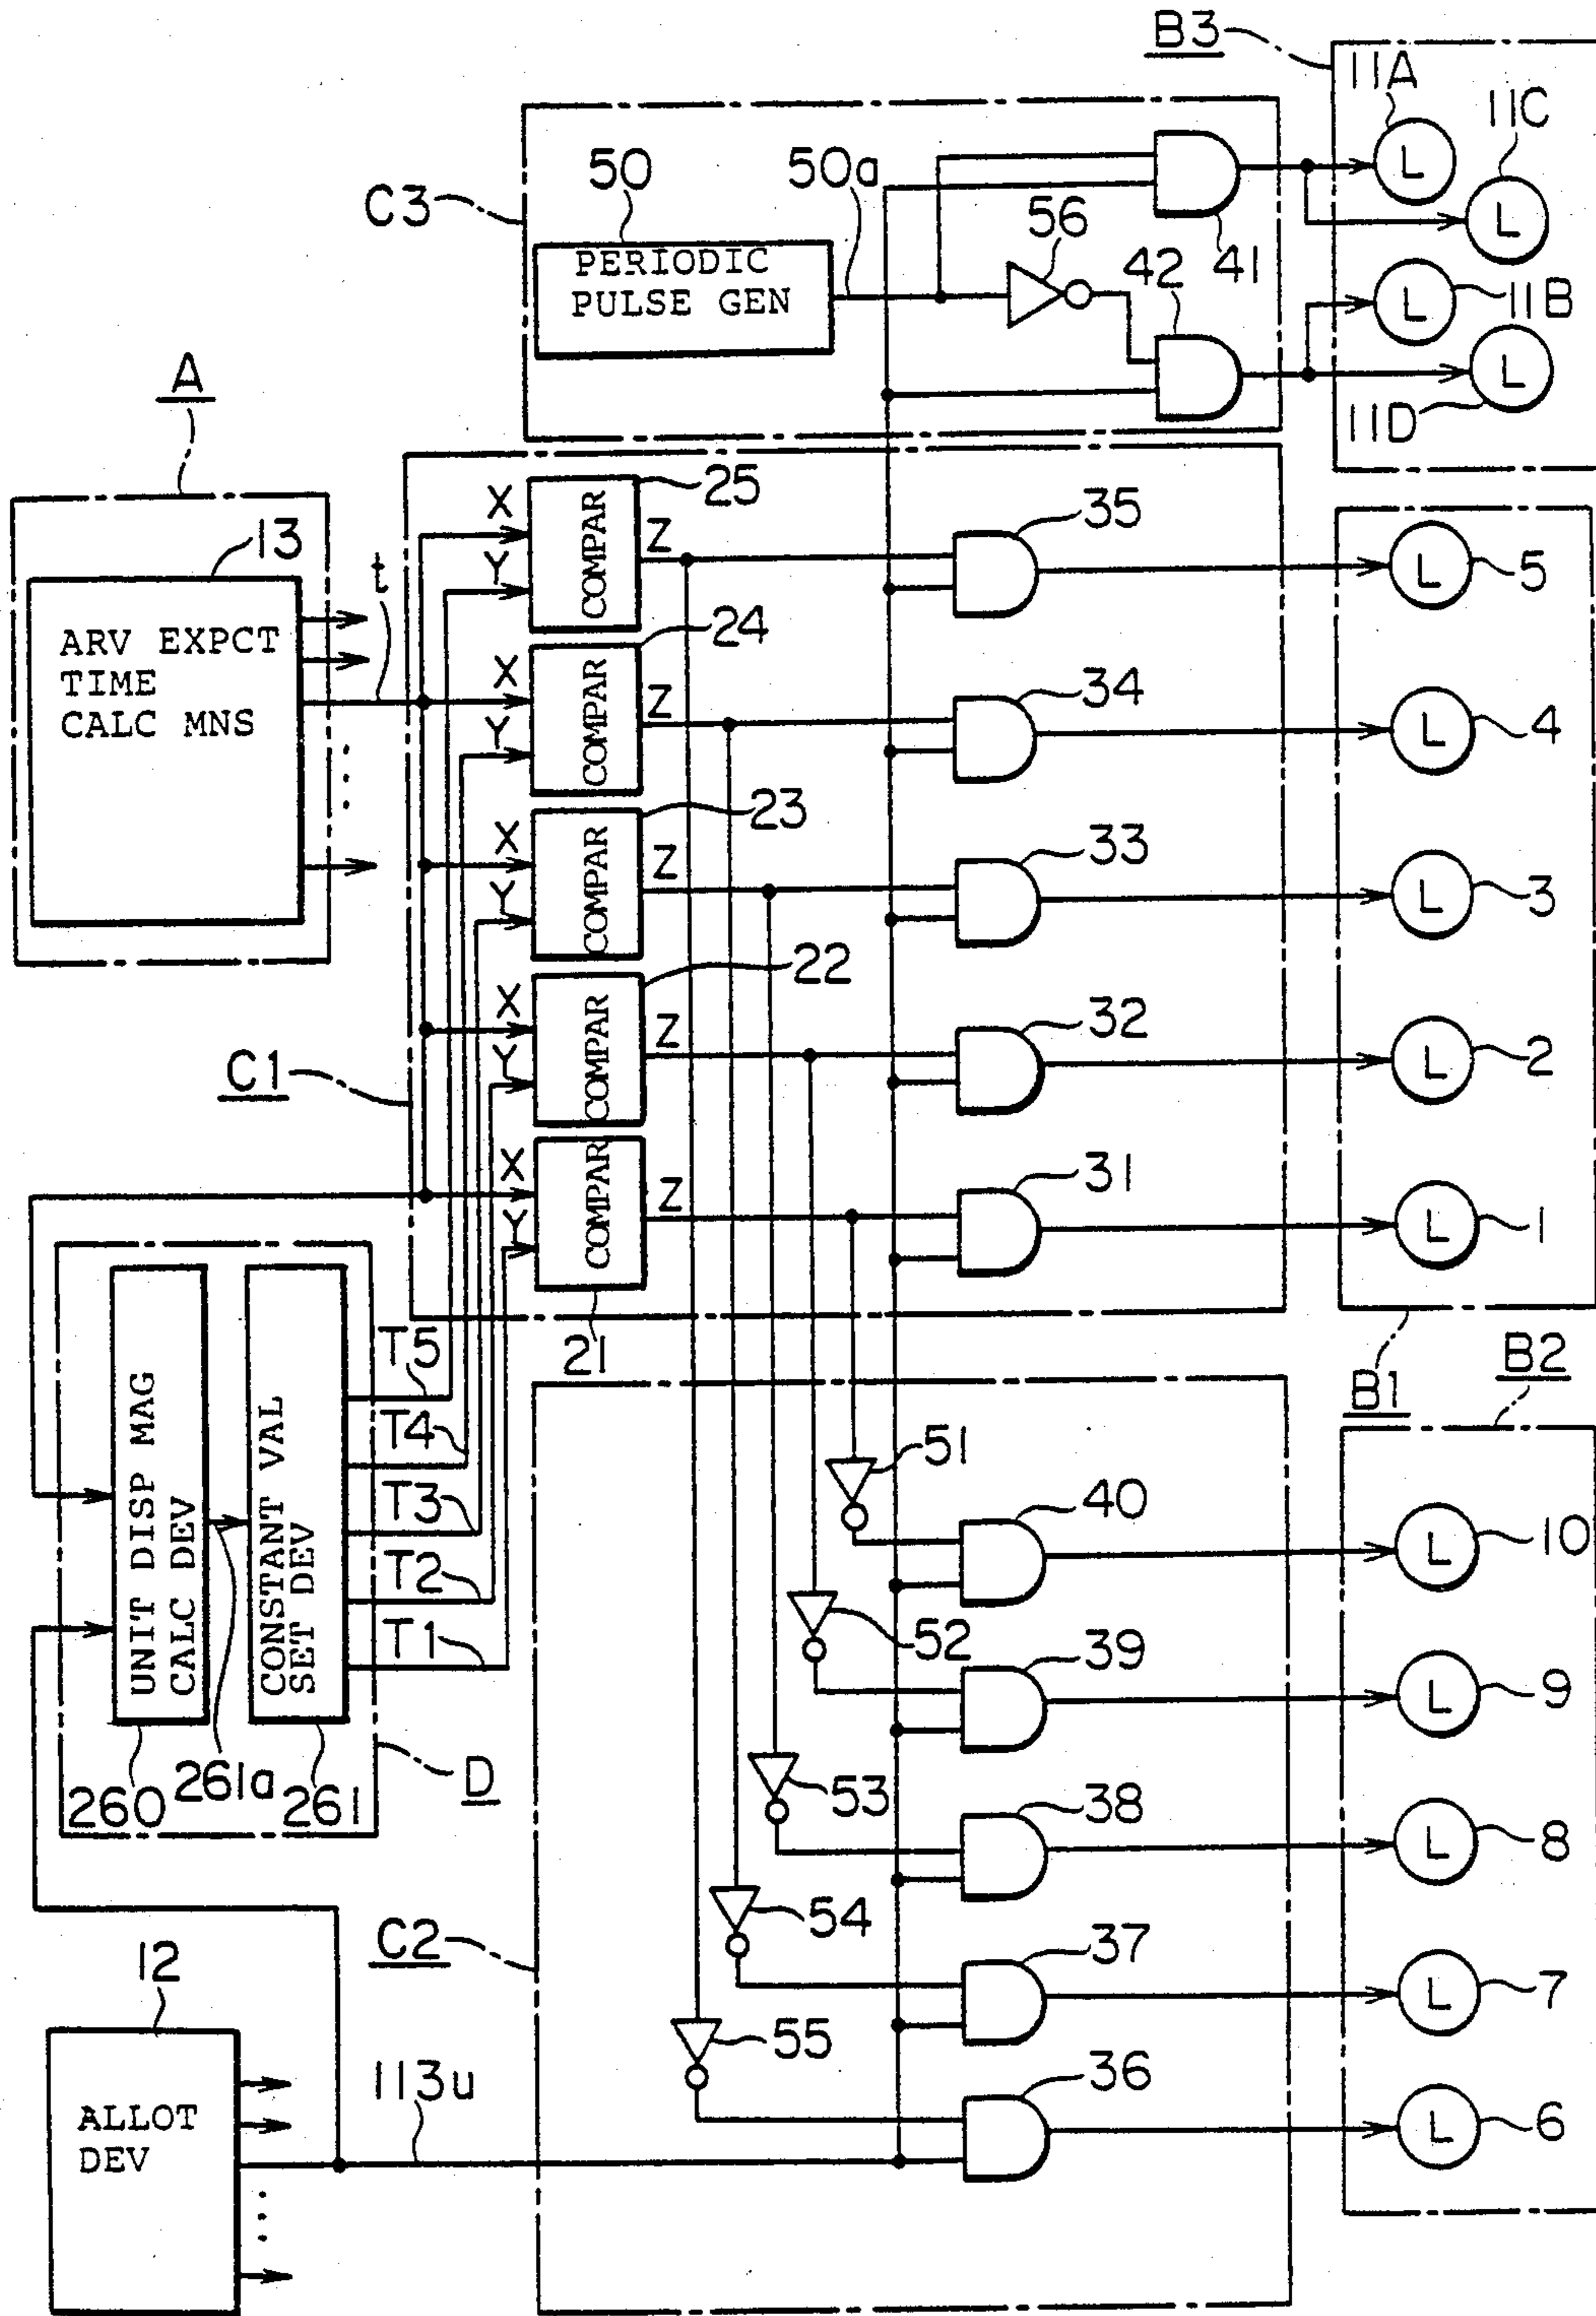 B3
11A
11C
50
50a
C3
56
PERIODIC
PULSE GEN
42
41
L
L
L
11B
L
11D
A
13
t
ARV EXPCT
TIME
CALC MNS
X
Y
COMPAR
25
Z
35
L
5
X
Y
COMPAR
24
Z
34
L
4
X
Y
COMPAR
23
Z
33
L
3
X
Y
COMPAR
22
Z
32
L
2
C1
X
Y
COMPAR
21
Z
31
L
1
B1
B2
UNIT DISP MAG
CALC DEV
CONSTANT VAL
SET DEV
T5
T4
T3
T2
T1
260
261a
261
D
51
40
L
10
52
39
L
9
53
38
L
8
C2
54
37
L
7
55
36
L
6
12
ALLOT
DEV
113u